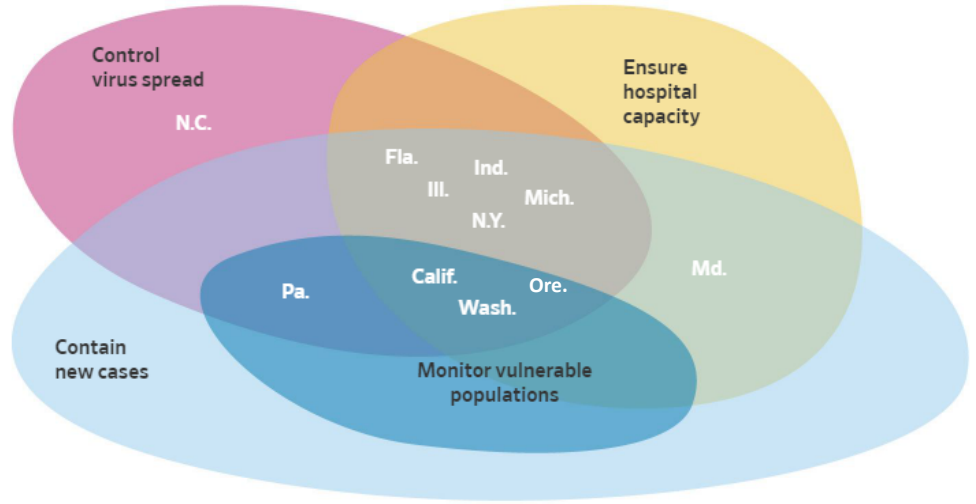 Control
virus spread
Ensure
hospital
capacity
N.C.
Fla.
Ind.
Ill.
Mich.
N.Y.
Md.
Calif.
Ore.
Pa.
Wash.
Contain
new cases
Monitor vulnerable
populations